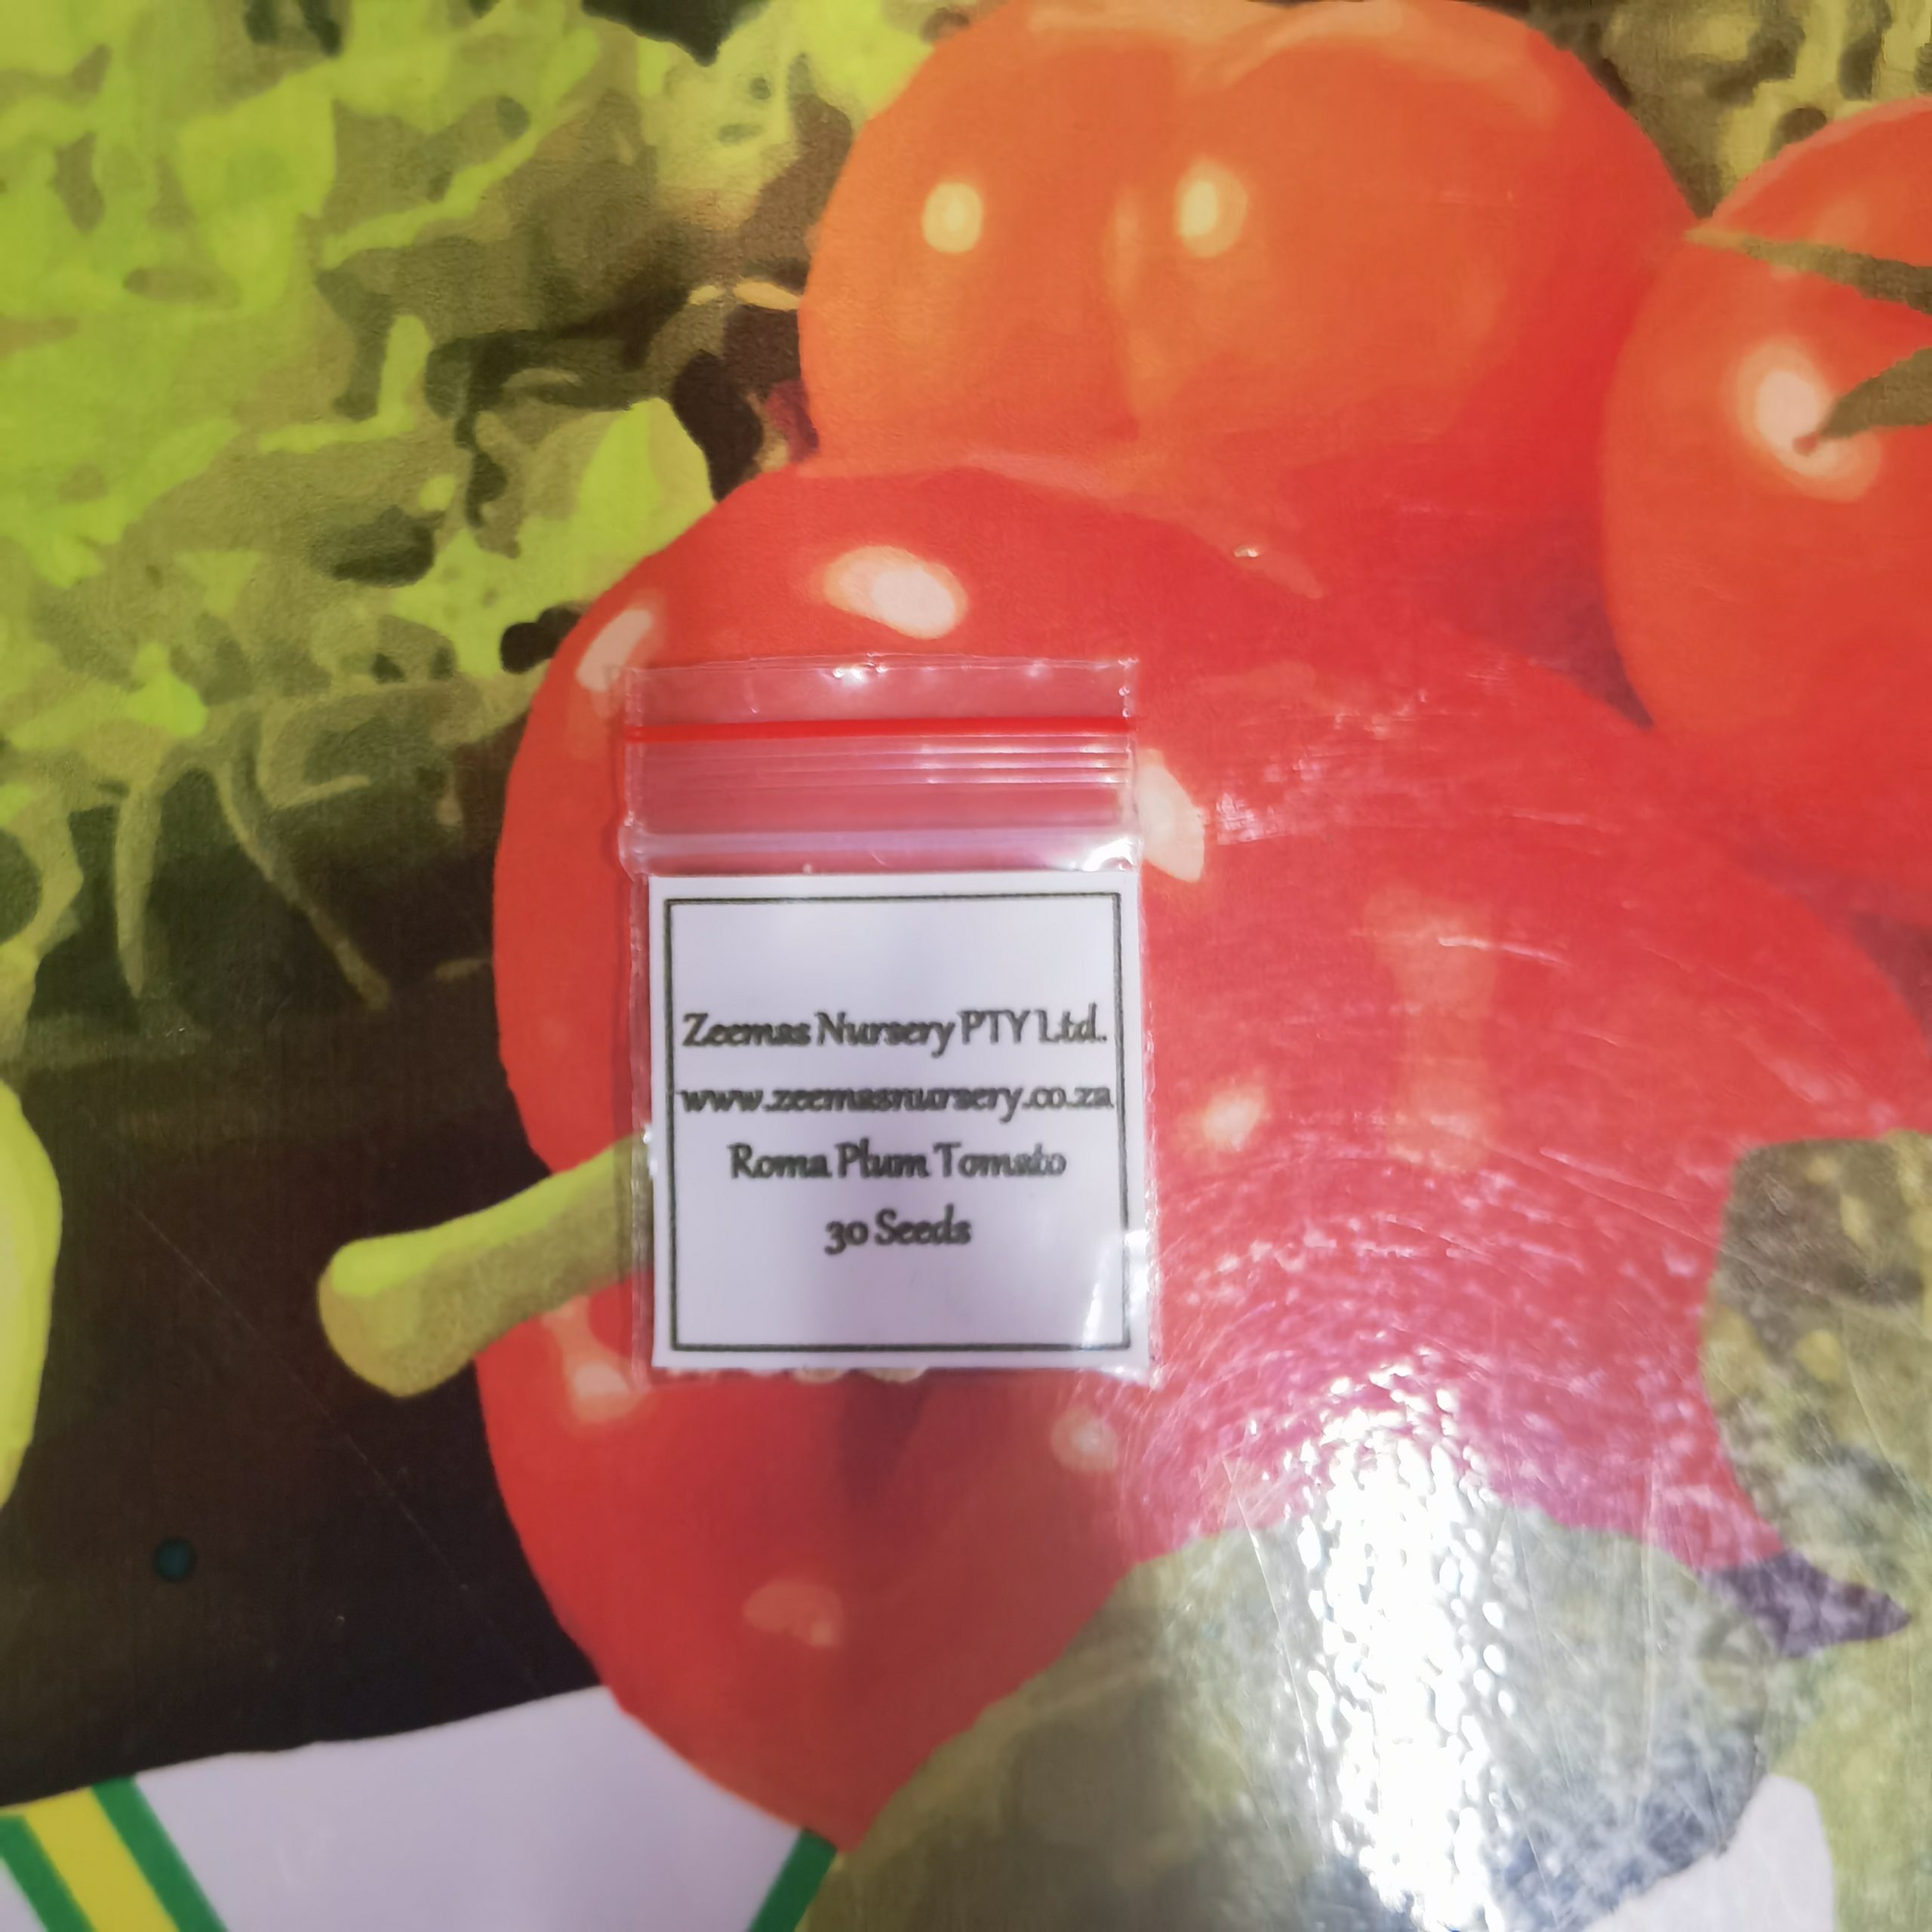 Zeemas Nursery PTY Ltd.
www.zeemasnursery.co.za
Roma Plum Tomato
30 Seeds